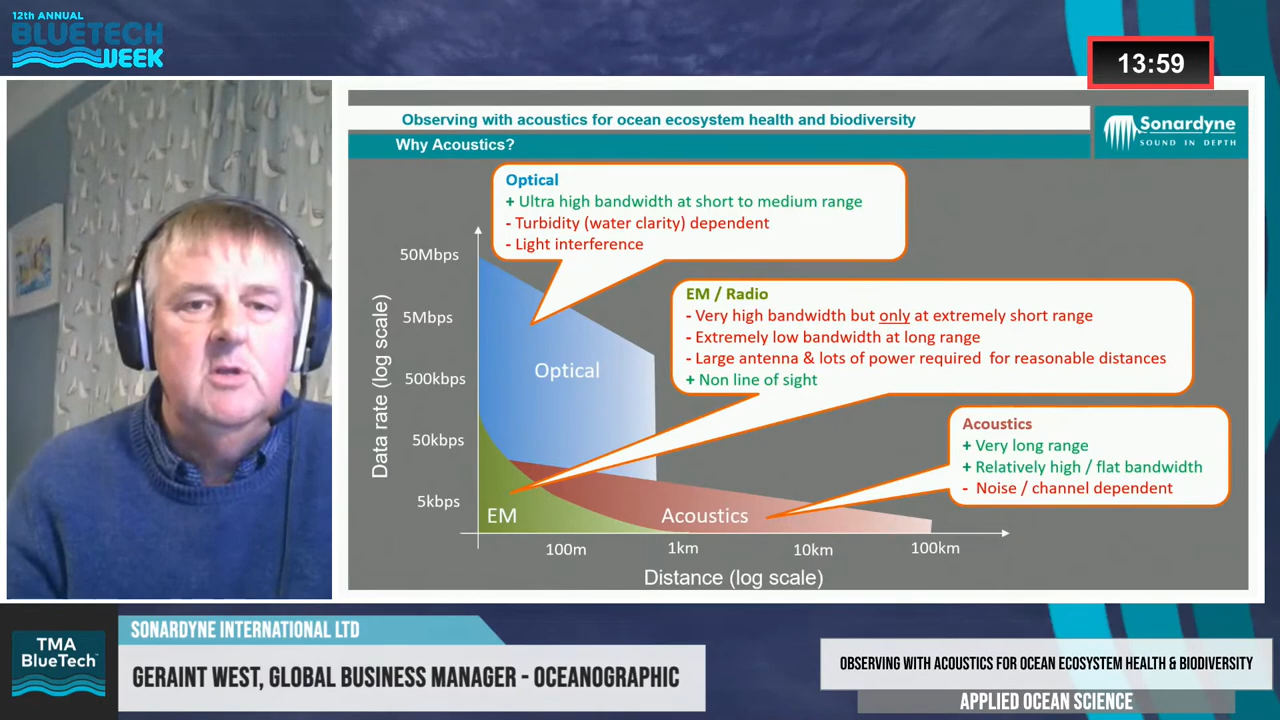 12th ANNUAL
BLUETECH
WEEK
13:59
Observing with acoustics for ocean ecosystem health and biodiversity
Why Acoustics?
Sonardyne
SOUND IN DEPTH
Optical
+ Ultra high bandwidth at short to medium range
- Turbidity (water clarity) dependent
- Light interference
EM / Radio
- Very high bandwidth but only at extremely short range
- Extremely low bandwidth at long range
- Large antenna & lots of power required for reasonable distances
+ Non line of sight
Acoustics
+ Very long range
+ Relatively high / flat bandwidth
- Noise / channel dependent
Data rate (log scale)
50Mbps
5Mbps
500kbps
50kbps
5kbps
Optical
EM
Acoustics
100m
1km
10km
100km
Distance (log scale)
TMA
BlueTech™
SONARDYNE INTERNATIONAL LTD
GERAINT WEST, GLOBAL BUSINESS MANAGER - OCEANOGRAPHIC
OBSERVING WITH ACOUSTICS FOR OCEAN ECOSYSTEM HEALTH & BIODIVERSITY
APPLIED OCEAN SCIENCE